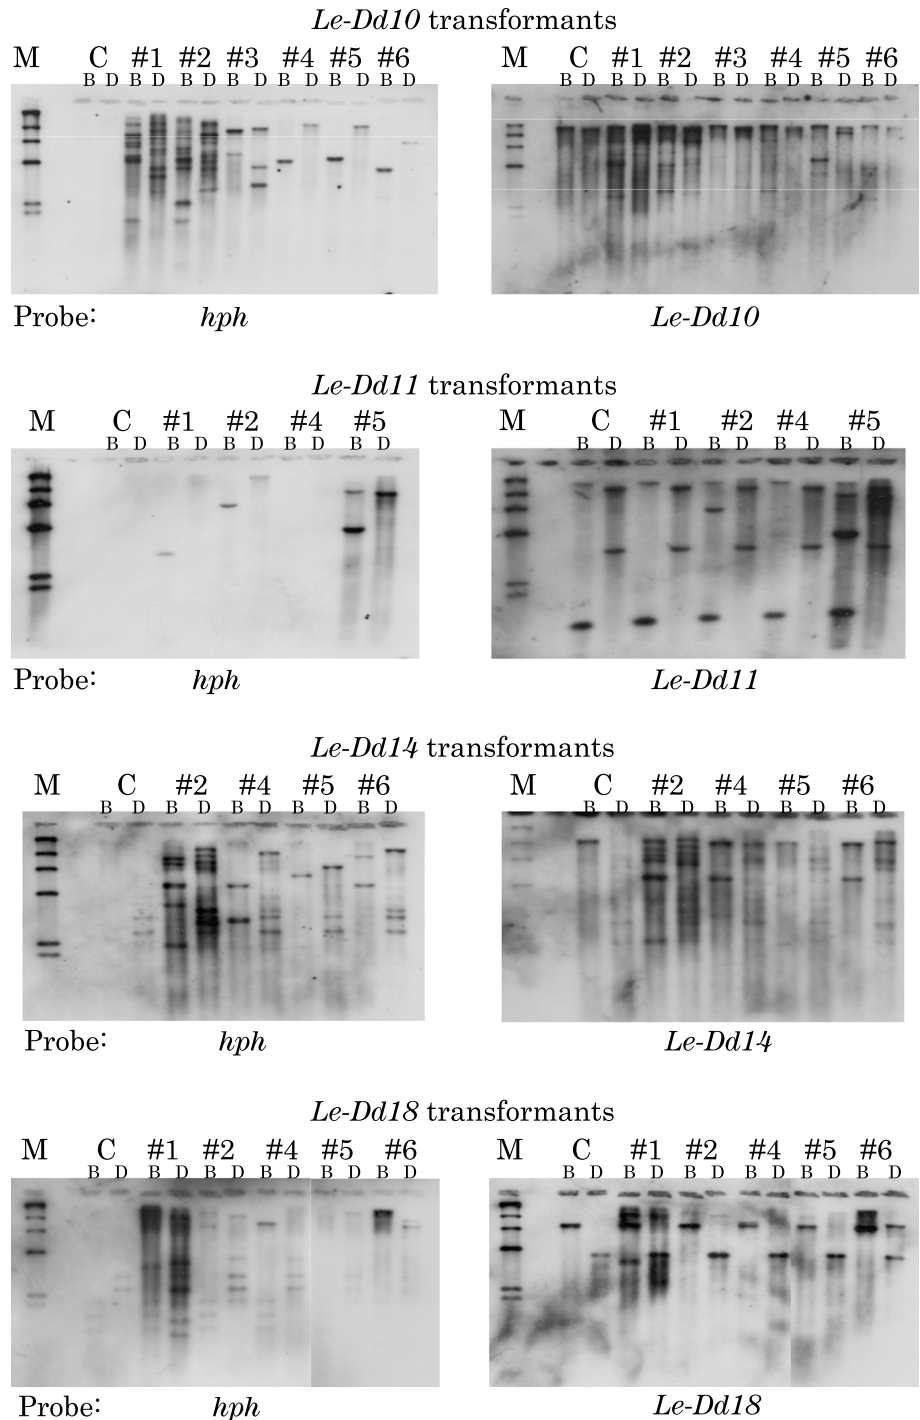 Le-Dd10 transformants
M C #1 #2 #3 #4 #5 #6 M C #1 #2 #3 #4 #5 #6
B D B D B D B D B D B D B D B D B D B D B D B D B D B D
Probe: hph Le-Dd10
Le-Dd11 transformants
M C #1 #2 #4 #5 M C #1 #2 #4 #5
B D B D B D B D B D B D B D B D B D B D
Probe: hph Le-Dd11
Le-Dd14 transformants
M C #2 #4 #5 #6 M C #2 #4 #5 #6
B D B D B D B D B D B D B D B D B D B D
Probe: hph Le-Dd14
Le-Dd18 transformants
M C #1 #2 #4 #5 #6 M C #1 #2 #4 #5 #6
B D B D B D B D B D B D B D B D B D B D B D B D
Probe: hph Le-Dd18